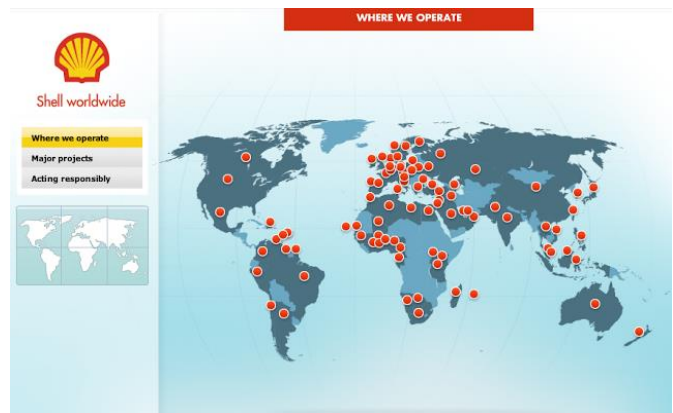 WHERE WE OPERATE
Shell worldwide
Where we operate
Major projects
Acting responsibly